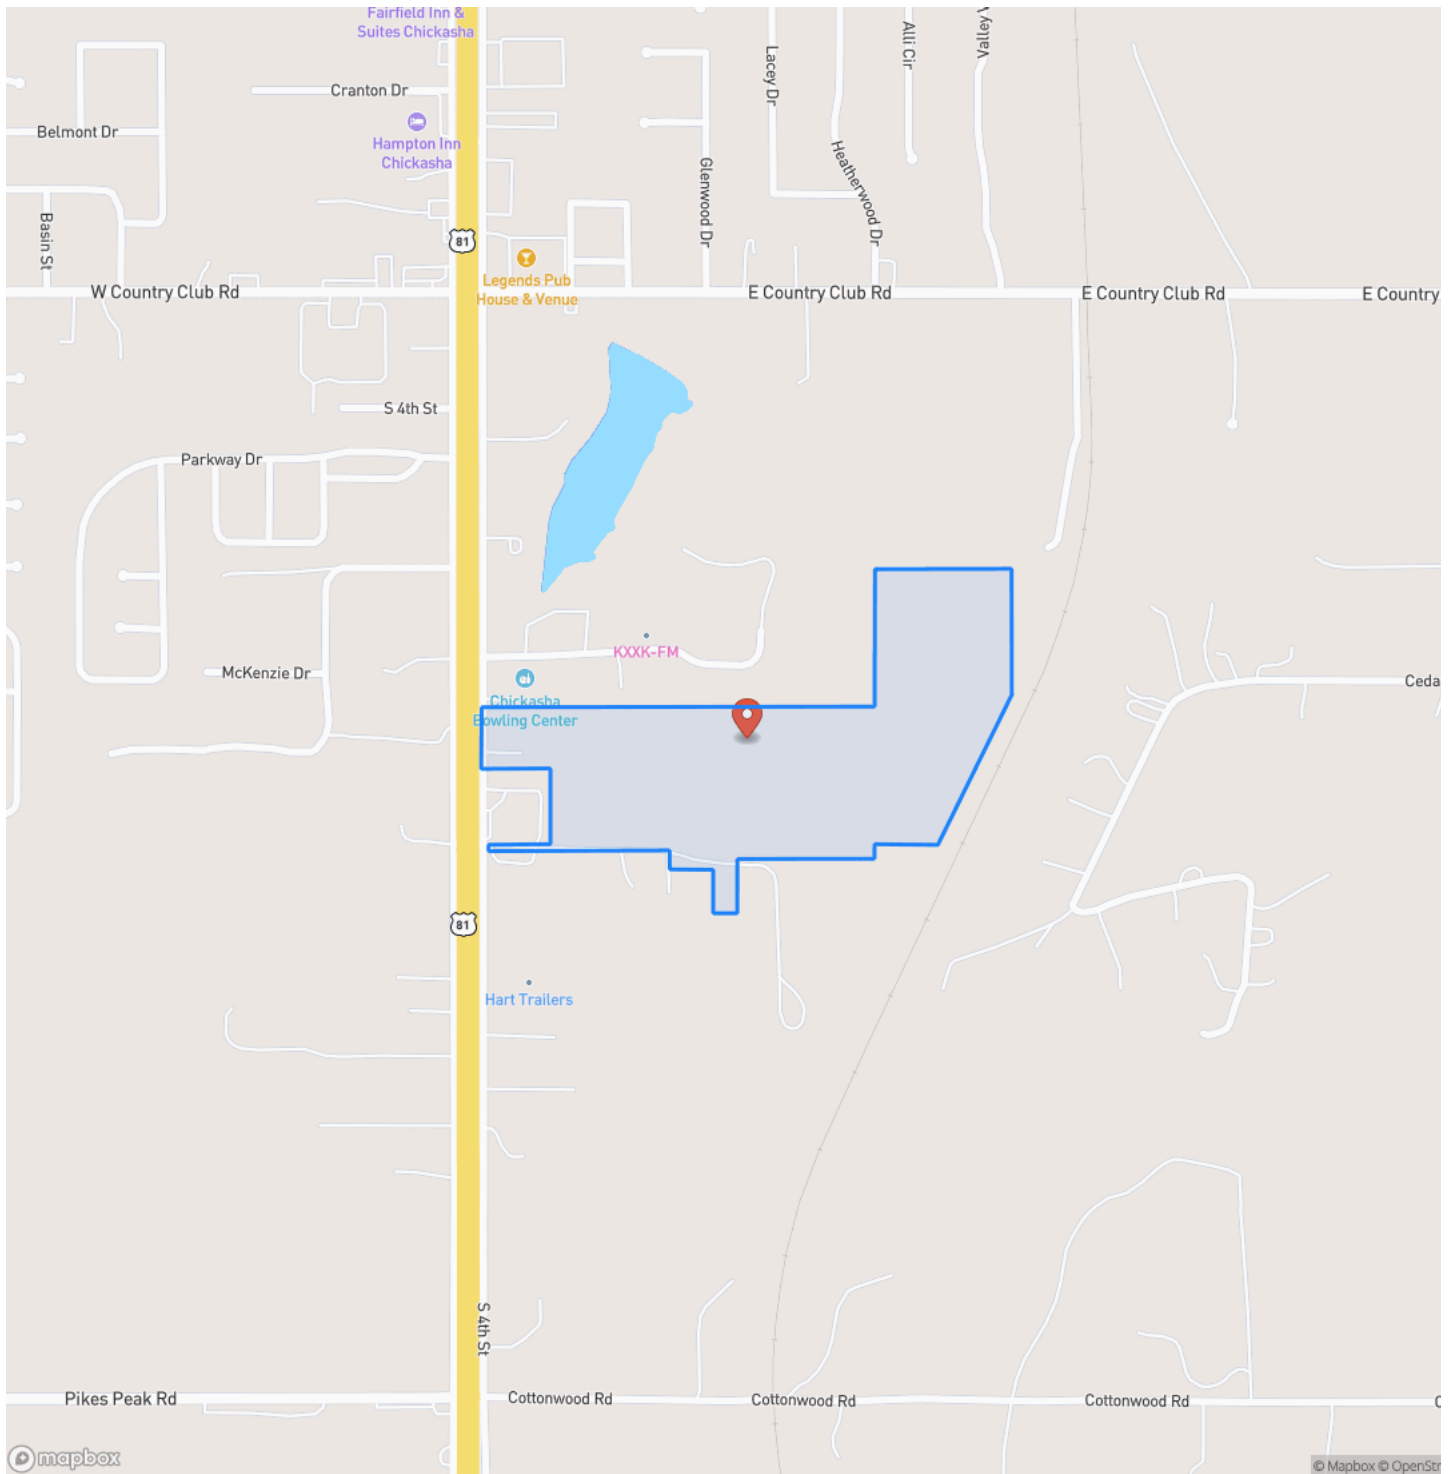 Fairfield Inn &
Suites Chickasha
Cranton Dr
Belmont Dr
Hampton Inn
Chickasha
Basin St
81
Lacey Dr
Alli Cir
Valley
Heatherwood Dr
Glenwood Dr
Legends Pub
House & Venue
W Country Club Rd
E Country Club Rd
E Country Club Rd
E Country
S 4th St
Parkway Dr
KXXK-FM
McKenzie Dr
Chickasha
Bowling Center
Ceda
81
Hart Trailers
S 4th St
Pikes Peak Rd
Cottonwood Rd
Cottonwood Rd
Cottonwood Rd
mapbox
© Mapbox © OpenStr